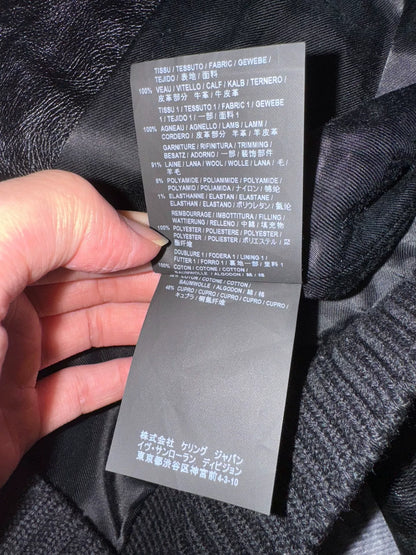 TISSU / TESSUTO / FABRIC / GEWEBE /
TEJIDO / 表地 / 面料
100% VEAU / VITELLO / CALF / KALB / TERNERO /
皮革部分 牛革 / 牛皮革
TISSU 1 / TESSUTO 1 / FABRIC 1 / GEWEBE
1 / TEJIDO 1 / 一部 / 面料 1
100% AGNEAU / AGNELLO / LAMB / LAMM /
CORDERO / 皮革部分 羊革 / 羊皮革
GARNITURE / RIFINITURA / TRIMMING /
BESATZ / ADORNO / 一部 / 装饰部件
91% LAINE / LANA / WOOL / WOLLE / LANA / 毛 /
羊毛
8% POLYAMIDE / POLIAMMIDE / POLYAMIDE /
POLYAMID / POLIAMIDA / ナイロン / 锦纶
1% ELASTHANNE / ELASTAN / ELASTANE /
ELASTHAN / ELASTANO / ポリウレタン / 氨纶
REMBOURRAGE / IMBOTTITURA / FILLING /
WATTIERUNG / RELLENO / 中綿 / 填充物
100% POLYESTER / POLIESTERE / POLYESTER /
POLYESTER / POLIÉSTER / ポリエステル / 聚
酯纤维
DOUBLURE 1 / FODERA 1 / LINING 1 /
FUTTER 1 / FORRO 1 / 裏地一部 / 里料 1
100% COTON / COTONE / COTTON /
BAUMWOLLE / ALGODON / 綿 / 棉
48% CUPRO / CUPRO / CUPRO / CUPRO / CUPRO /
キュプラ / 铜氨纤维
株式会社 ケリング ジャパン
イヴ・サンローラン ディビジョン
東京都渋谷区神宮前4-3-10